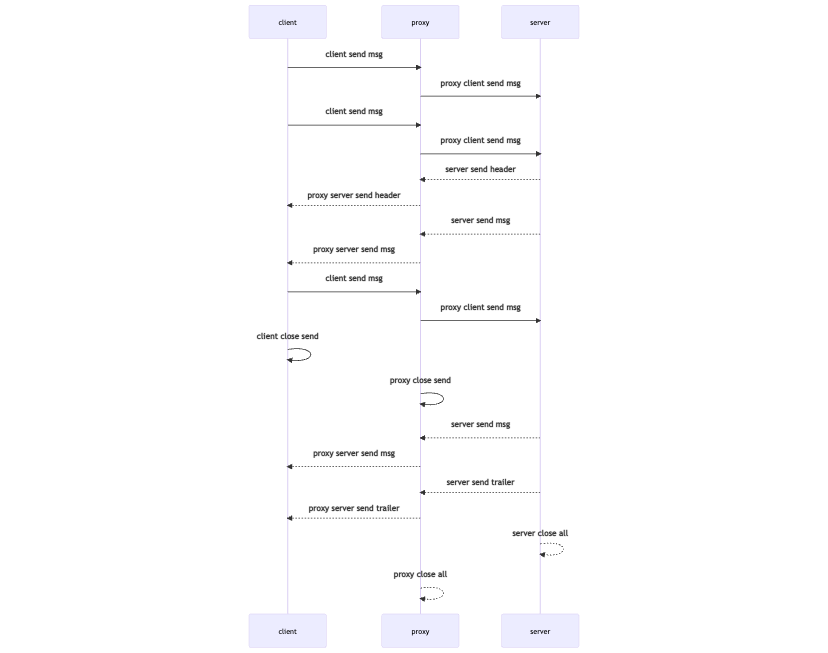 client proxy server
client send msg
proxy client send msg
client send msg
proxy client send msg
server send header
proxy server send header
server send msg
proxy server send msg
client send msg
proxy client send msg
client close send
proxy close send
server send msg
proxy server send msg
server send trailer
proxy server send trailer
server close all
proxy close all
client proxy server